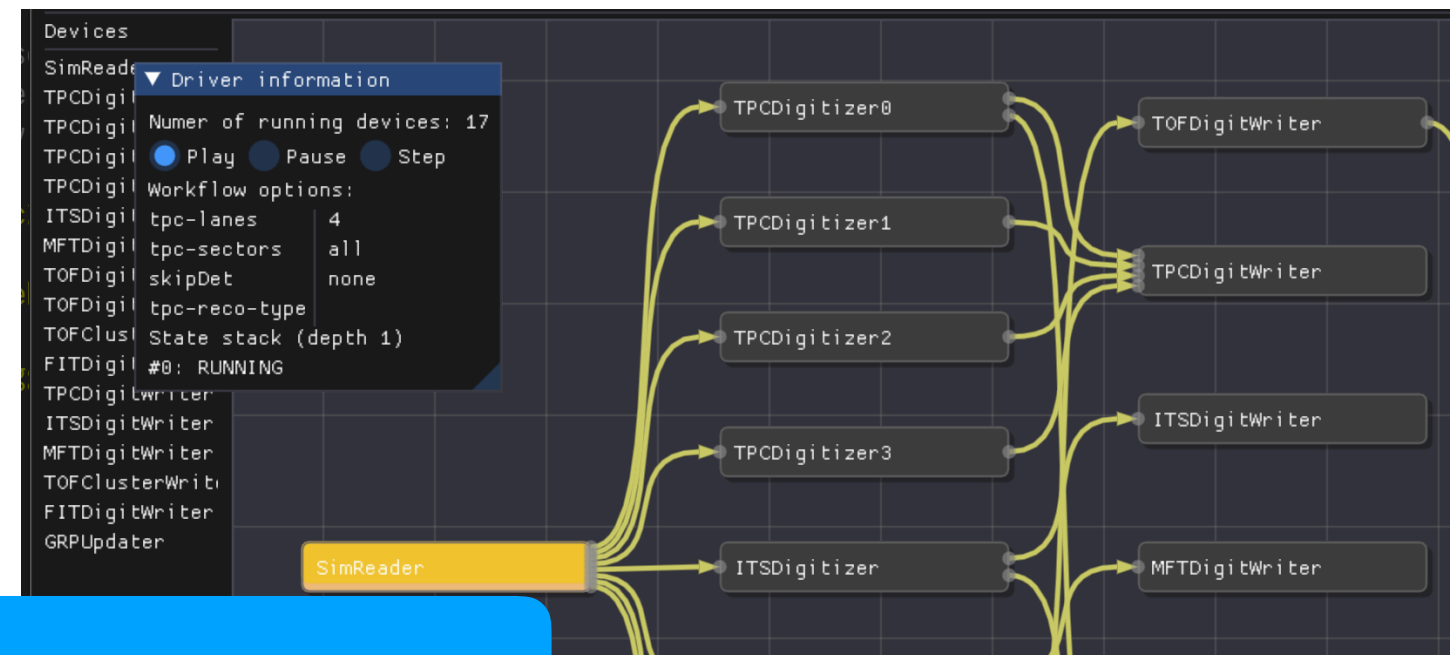 Devices
SimReade
TPCDigit
TPCDigit
TPCDigit
TPCDigit
ITSDigit
MFTDigit
TOFDigit
TOFDigit
TOFClust
FITDigit
TPCDigitWriter
ITSDigitWriter
MFTDigitWriter
TOFClusterWrite
FITDigitWriter
GRPUpdater
▼ Driver information
Numer of running devices: 17
Play Pause Step
Workflow options:
tpc-lanes 4
tpc-sectors all
skipDet none
tpc-reco-type
State stack (depth 1)
#0: RUNNING
SimReader
TPCDigitizer0
TPCDigitizer1
TPCDigitizer2
TPCDigitizer3
ITSDigitizer
TOFDigitWriter
TPCDigitWriter
ITSDigitWriter
MFTDigitWriter